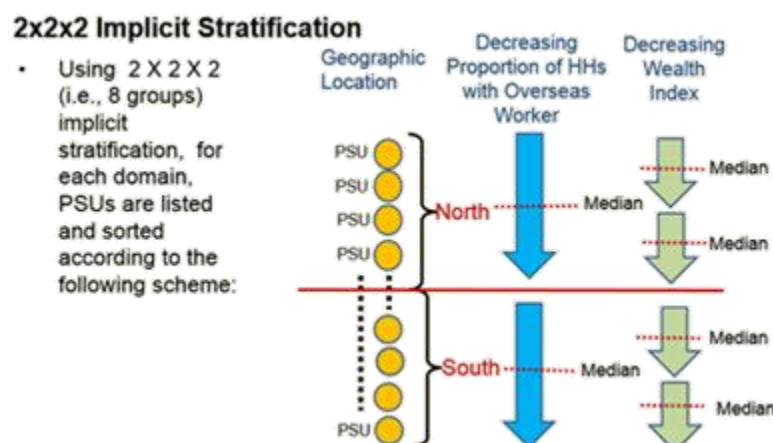 2x2x2 Implicit Stratification
• Using 2 X 2 X 2
(i.e., 8 groups)
implicit
stratification, for
each domain,
PSUs are listed
and sorted
according to the
following scheme:
Geographic
Location
Decreasing
Proportion of HHs
with Overseas
Worker
Decreasing
Wealth
Index
PSU
PSU
PSU
PSU
North
Median
Median
Median
South
Median
Median
Median
PSU